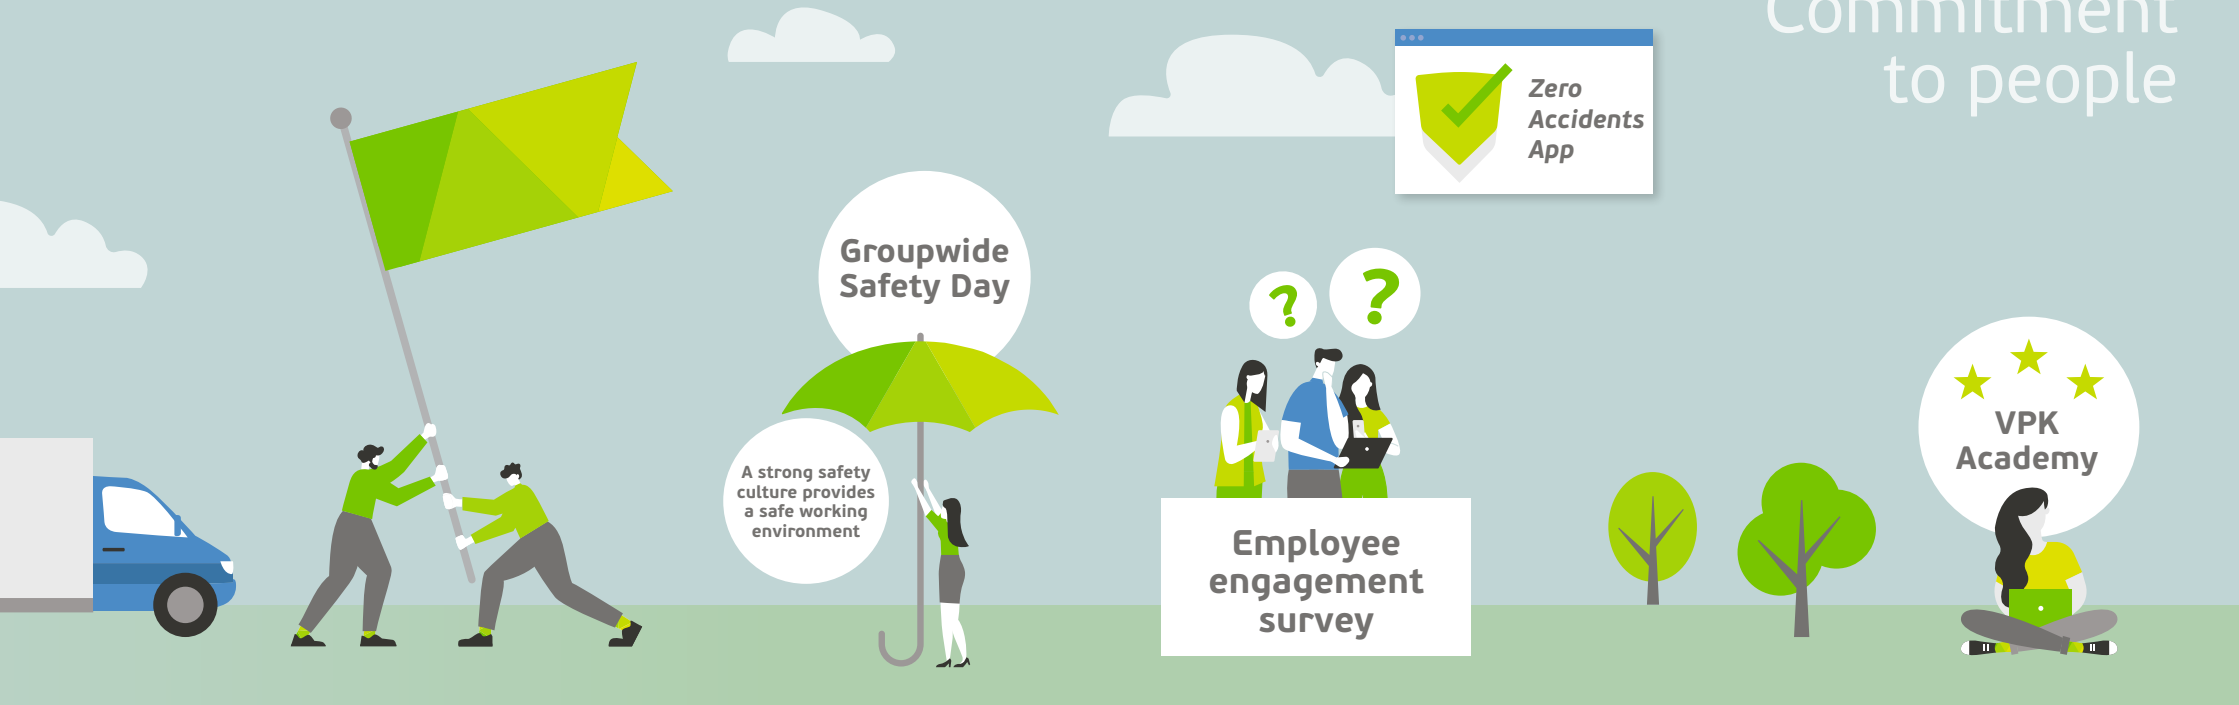 Commitment
to people
Zero
Accidents
App
Groupwide
Safety Day
?
?
A strong safety
culture provides
a safe working
environment
Employee
engagement
survey
VPK
Academy